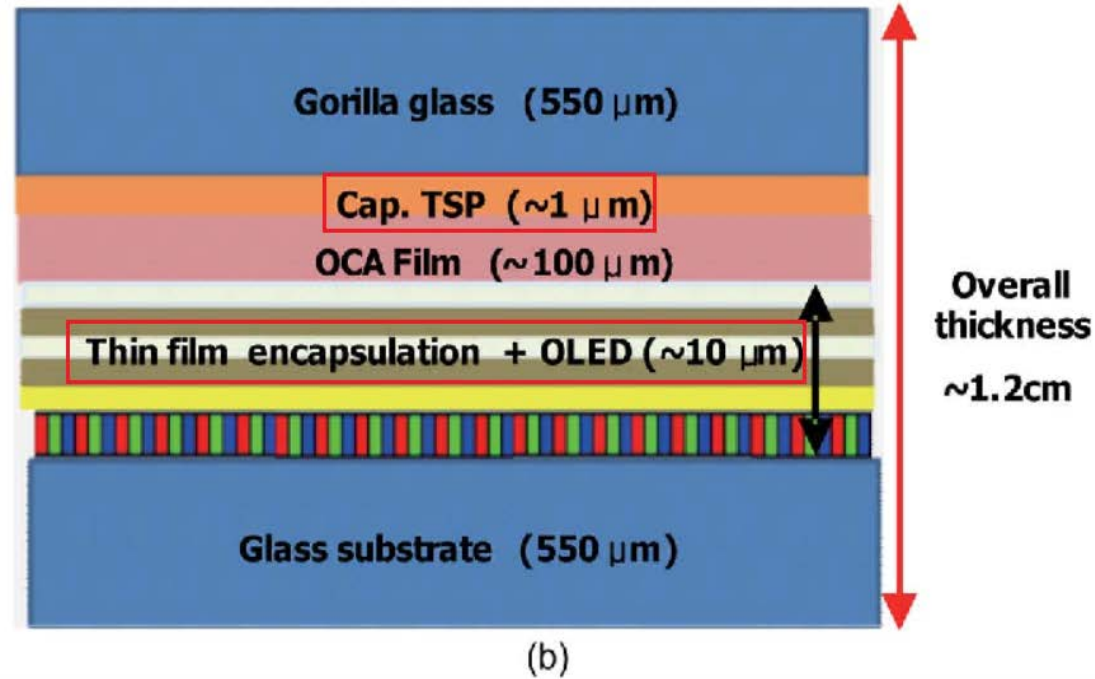 Gorilla glass (550 μm)
Cap. TSP (~1 μm)
OCA Film (~100 μm)
Thin film encapsulation + OLED (~10 μm)
Glass substrate (550 μm)
Overall
thickness
~1.2cm
(b)